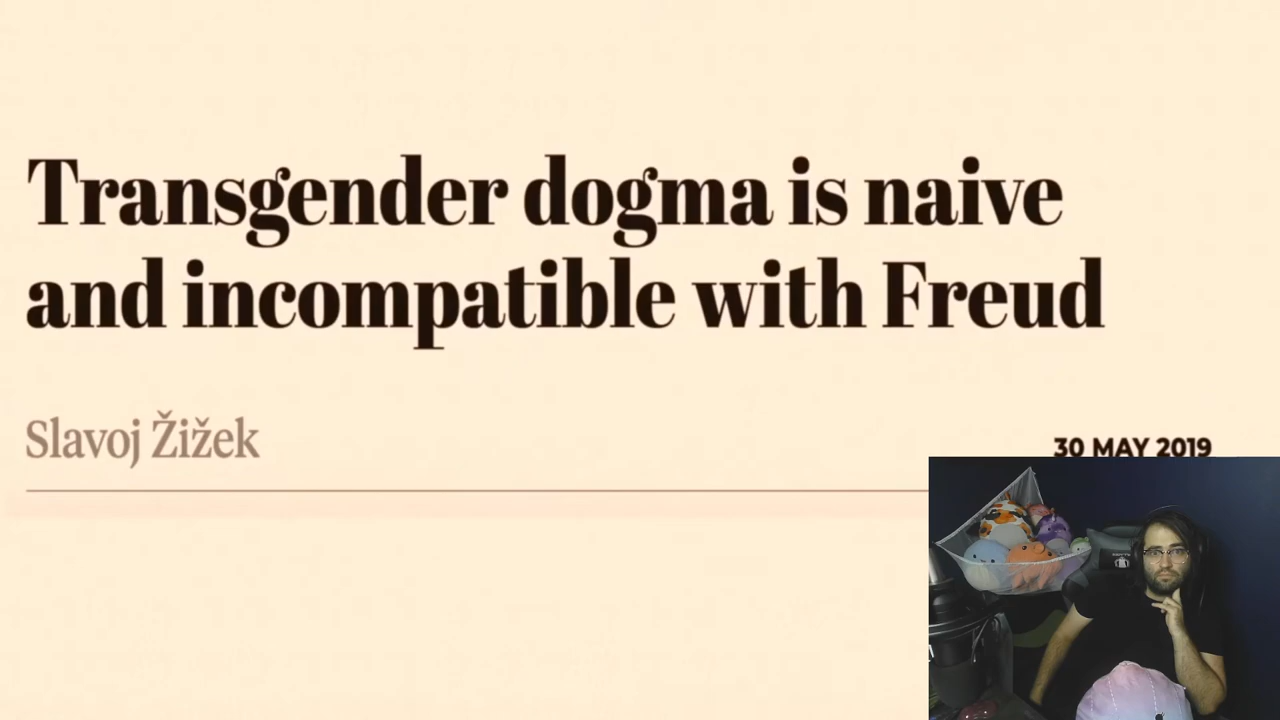 Transgender dogma is naive
and incompatible with Freud
Slavoj Žižek
30 MAY 2019